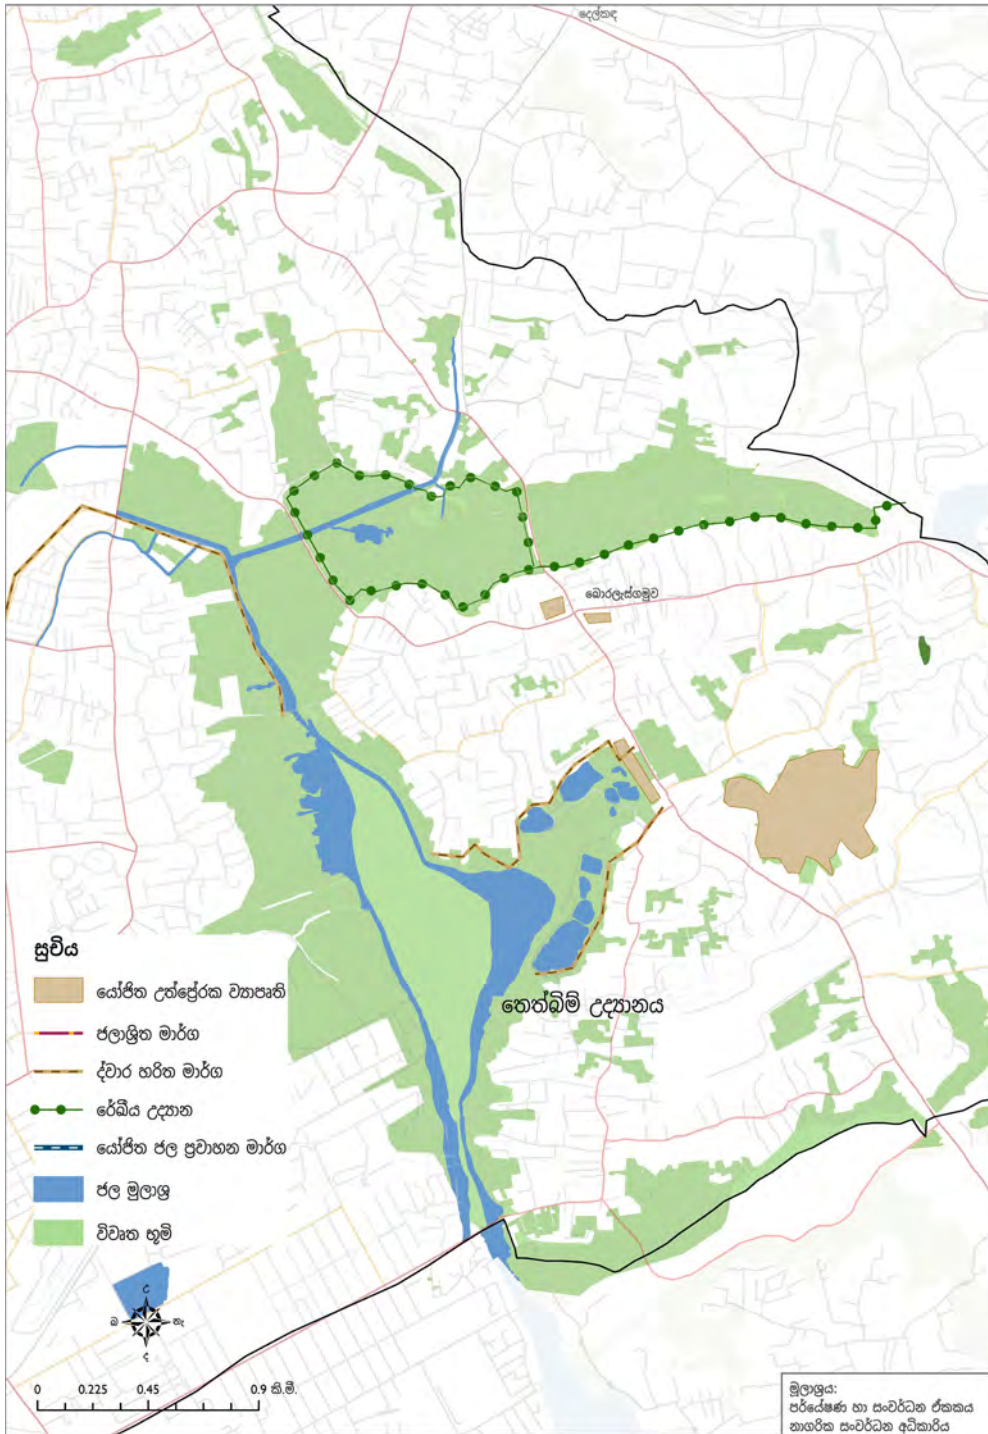 දෙල්කඳ
බොරලැස්ගමුව
තෙත්බිම් උද්‍යානය
සුචිය
යෝජිත උත්ප්‍රේරක ව්‍යාපෘති
ජලාශ්‍රිත මාර්ග
ද්වාර හරිත මාර්ග
රේඛීය උද්‍යාන
යෝජිත ජල ප්‍රවාහන මාර්ග
ජල මුලාශ්‍ර
විවෘත භූමි
උ
බ
නැ
ද
0 0.225 0.45 0.9 කි.මී.
මූලාශ්‍රය:
පර්යේෂණ හා සංවර්ධන ඒකකය
නාගරික සංවර්ධන අධිකාරිය